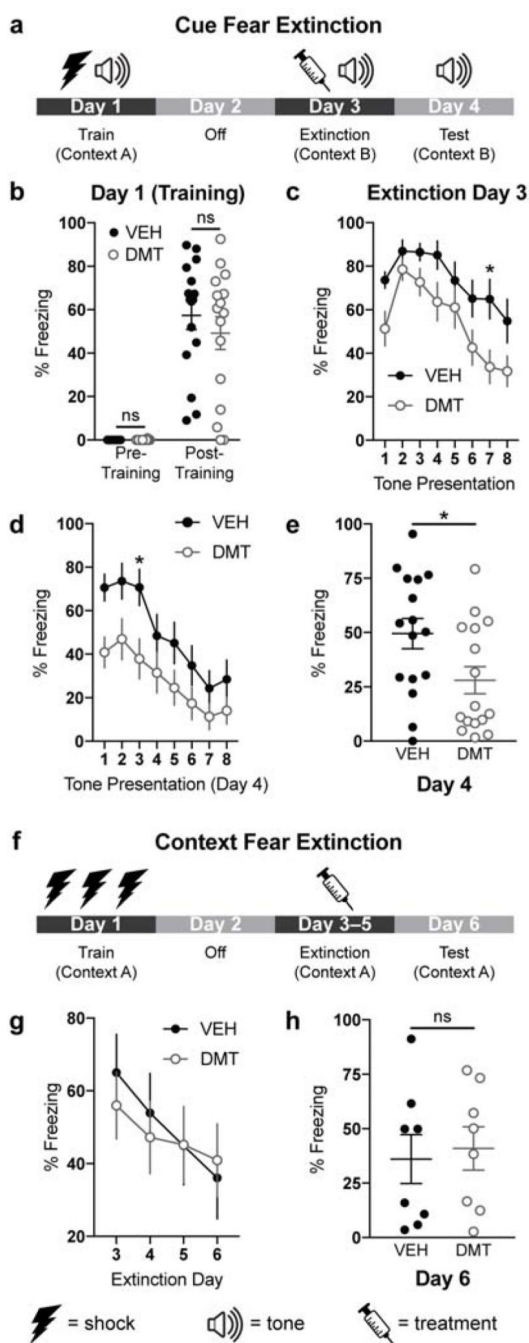 a
Cue Fear Extinction
Day 1 Day 2 Day 3 Day 4
Train Off Extinction Test
(Context A) (Context B) (Context B)
b
Day 1 (Training)
ns
VEH
DMT
100
80
60
40
20
0
% Freezing
ns
Pre-
Training
Post-
Training
c
Extinction Day 3
100
80
60
40
20
0
% Freezing
*
VEH
DMT
1 2 3 4 5 6 7 8
Tone Presentation
d
100
80
60
40
20
0
% Freezing
VEH
DMT
*
1 2 3 4 5 6 7 8
Tone Presentation (Day 4)
e
*
100
75
50
25
0
% Freezing
VEH DMT
Day 4
f
Context Fear Extinction
Day 1 Day 2 Day 3–5 Day 6
Train Off Extinction Test
(Context A) (Context A) (Context A)
g
80
60
40
20
% Freezing
VEH
DMT
3 4 5 6
Extinction Day
h
ns
100
75
50
25
0
% Freezing
VEH DMT
Day 6
= shock = tone = treatment